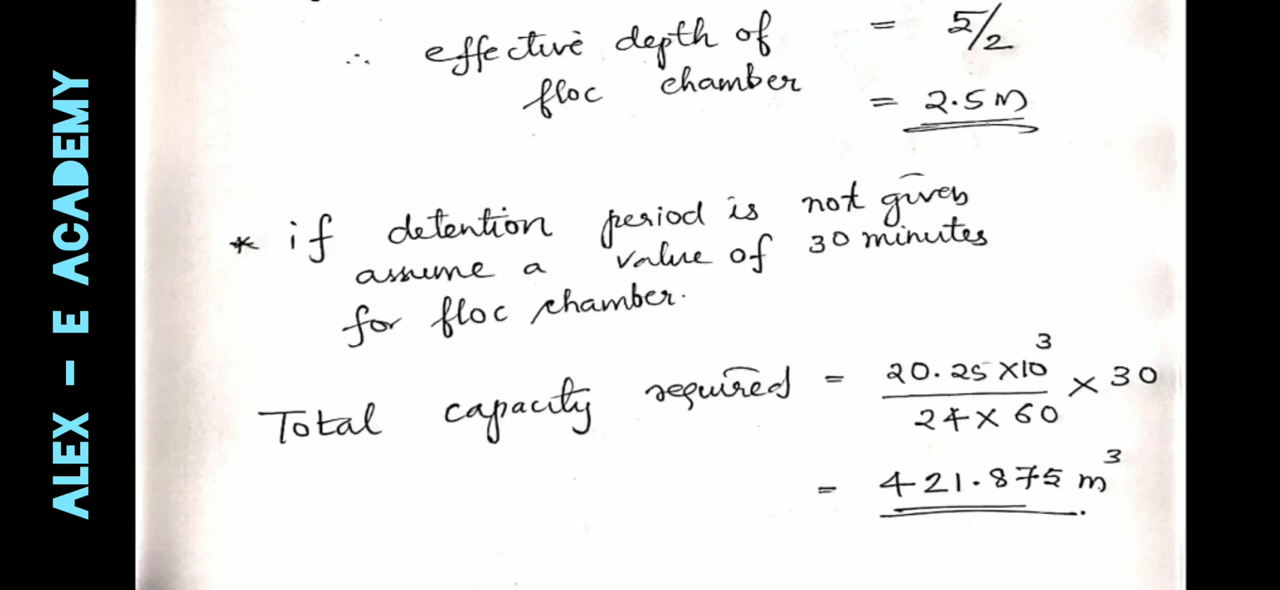 ALEX - E ACADEMY
∴ effective depth of floc chamber = 5/2
= 2.5 m
* if detention period is not given
assume a value of 30 minutes
for floc chamber.
Total capacity required = 20.25 × 10³ / 24 × 60 × 30
= 421.875 m³